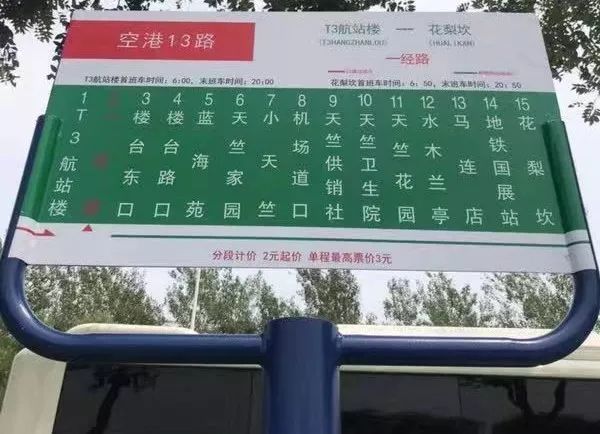 空港13路
T3航站楼 — 花梨坎
(T3HANGZHANLOU) (HUALIKAN)
一经路
T3航站楼首班车时间：6:00，末班车时间：20:00
花梨坎首班车时间：6：50，末班车时间：20：50
1 T3航站楼
3 楼台东口
4 楼台路口
5 蓝海苑
6 天竺家园
7 小天竺
8 机场道口
9 天竺供销社
10 天竺卫生院
11 天竺花园
12 水木兰亭
13 马连店
14 地铁国展站
15 花梨坎
分段计价 2元起价 单程最高票价3元